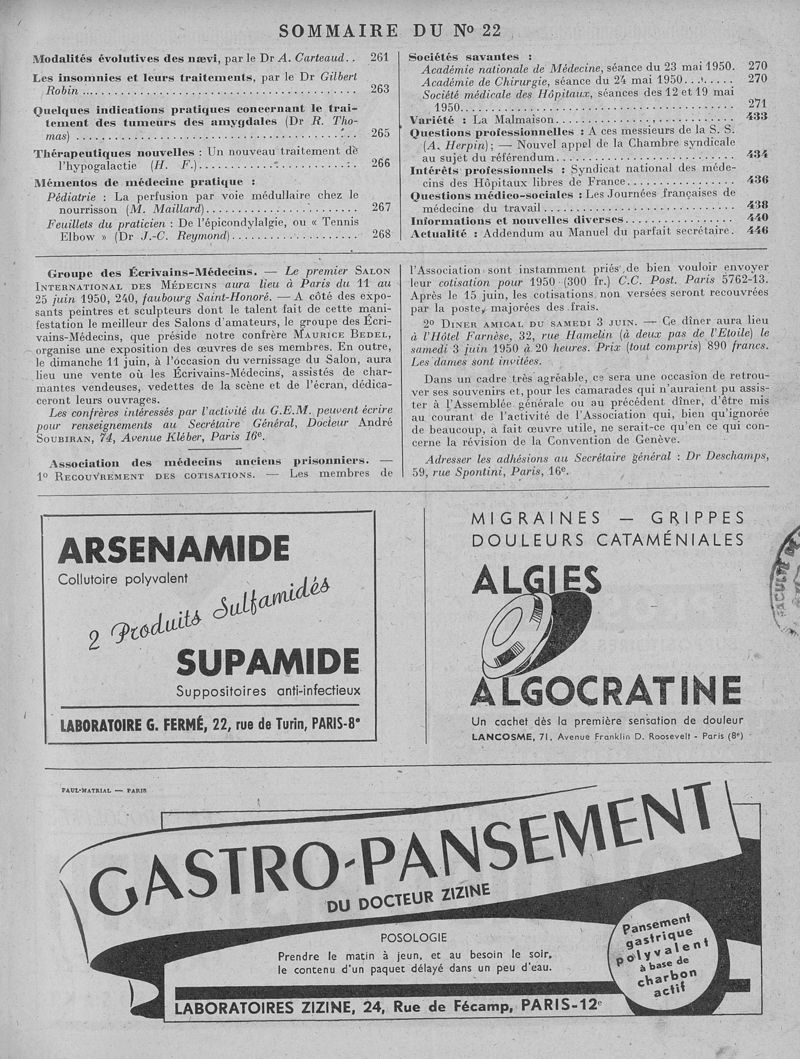 SOMMAIRE DU No 22
Modalités évolutives des nævi, par le Dr A. Carteaud.. 261
Les insomnies et leurs traitements, par le Dr Gilbert
Robin ... 263
Quelques indications pratiques concernant le trai-
tement des tumeurs des amygdales (Dr R. Tho-
mas) ... 265
Thérapeutiques nouvelles : Un nouveau traitement de
l'hypogalactie (H. F.) ... 266
Mémentos de médecine pratique :
Pédiatrie : La perfusion par voie médullaire chez le
nourrisson (M. Maillard) ... 267
Feuillets du praticien : De l'épicondylalgie, ou « Tennis
Elbow » (Dr J.-C. Reymond) ... 268
Sociétés savantes :
Académie nationale de Médecine, séance du 23 mai 1950. 270
Académie de Chirurgie, séance du 24 mai 1950 ... 270
Société médicale des Hôpitaux, séances des 12 et 19 mai
1950 ... 271
Variété : La Malmaison ... 433
Questions professionnelles : A ces messieurs de la S. S.
(A. Herpin) ; — Nouvel appel de la Chambre syndicale
au sujet du référendum ... 434
Intérêts professionnels : Syndicat national des méde-
cins des Hôpitaux libres de France ... 436
Questions médico-sociales : Les Journées françaises de
médecine du travail ... 438
Informations et nouvelles diverses ... 440
Actualité : Addendum au Manuel du parfait secrétaire. 446
Groupe des Écrivains-Médecins. — Le premier SALON
INTERNATIONAL DES MÉDECINS aura lieu à Paris du 11 au
25 juin 1950, 240, faubourg Saint-Honoré. — A côté des expo-
sants peintres et sculpteurs dont le talent fait de cette mani-
festation le meilleur des Salons d'amateurs, le groupe des Écri-
vains-Médecins, que préside notre confrère MAURICE BEDEL,
organise une exposition des œuvres de ses membres. En outre,
le dimanche 11 juin, à l'occasion du vernissage du Salon, aura
lieu une vente où les Écrivains-Médecins, assistés de char-
mantes vendeuses, vedettes de la scène et de l'écran, dédica-
ceront leurs ouvrages.
Les confrères intéressés par l'activité du G.E.M. peuvent écrire
pour renseignements au Secrétaire Général, Docteur André
SOUBIRAN, 74, Avenue Kléber, Paris 16e.
Association des médecins anciens prisonniers. —
1o RECOUVREMENT DES COTISATIONS. — Les membres de
l'Association sont instamment priés de bien vouloir envoyer
leur cotisation pour 1950 (300 fr.) C.C. Post. Paris 5762-13.
Après le 15 juin, les cotisations non versées seront recouvrées
par la poste, majorées des frais.
2o DINER AMICAL DU SAMEDI 3 JUIN. — Ce dîner aura lieu
à l'Hôtel Farnèse, 32, rue Hamelin (à deux pas de l'Etoile) le
samedi 3 juin 1950 à 20 heures. Prix (tout compris) 890 francs.
Les dames sont invitées.
Dans un cadre très agréable, ce sera une occasion de retrou-
ver ses souvenirs et, pour les camarades qui n'auraient pu assis-
ter à l'Assemblée générale ou au précédent dîner, d'être mis
au courant de l'activité de l'Association qui, bien qu'ignorée
de beaucoup, a fait œuvre utile, ne serait-ce qu'en ce qui con-
cerne la révision de la Convention de Genève.
Adresser les adhésions au Secrétaire général : Dr Deschamps,
59, rue Spontini, Paris, 16e.
ARSENAMIDE
Collutoire polyvalent
2 Produits Sulfamidés
SUPAMIDE
Suppositoires anti-infectieux
LABORATOIRE G. FERMÉ, 22, rue de Turin, PARIS-8e
MIGRAINES — GRIPPES
DOULEURS CATAMÉNIALES
ALGIES
ALGOCRATINE
Un cachet dès la première sensation de douleur
LANCOSME, 71, Avenue Franklin D. Roosevelt - Paris (8e)
FACULTÉ DE
PAUL-MATRIAL — PARIS
GASTRO-PANSEMENT
DU DOCTEUR ZIZINE
POSOLOGIE
Prendre le matin à jeun, et au besoin le soir,
le contenu d'un paquet délayé dans un peu d'eau.
Pansement
gastrique
polyvalent
à base de
charbon
actif
LABORATOIRES ZIZINE, 24, Rue de Fécamp, PARIS-12e